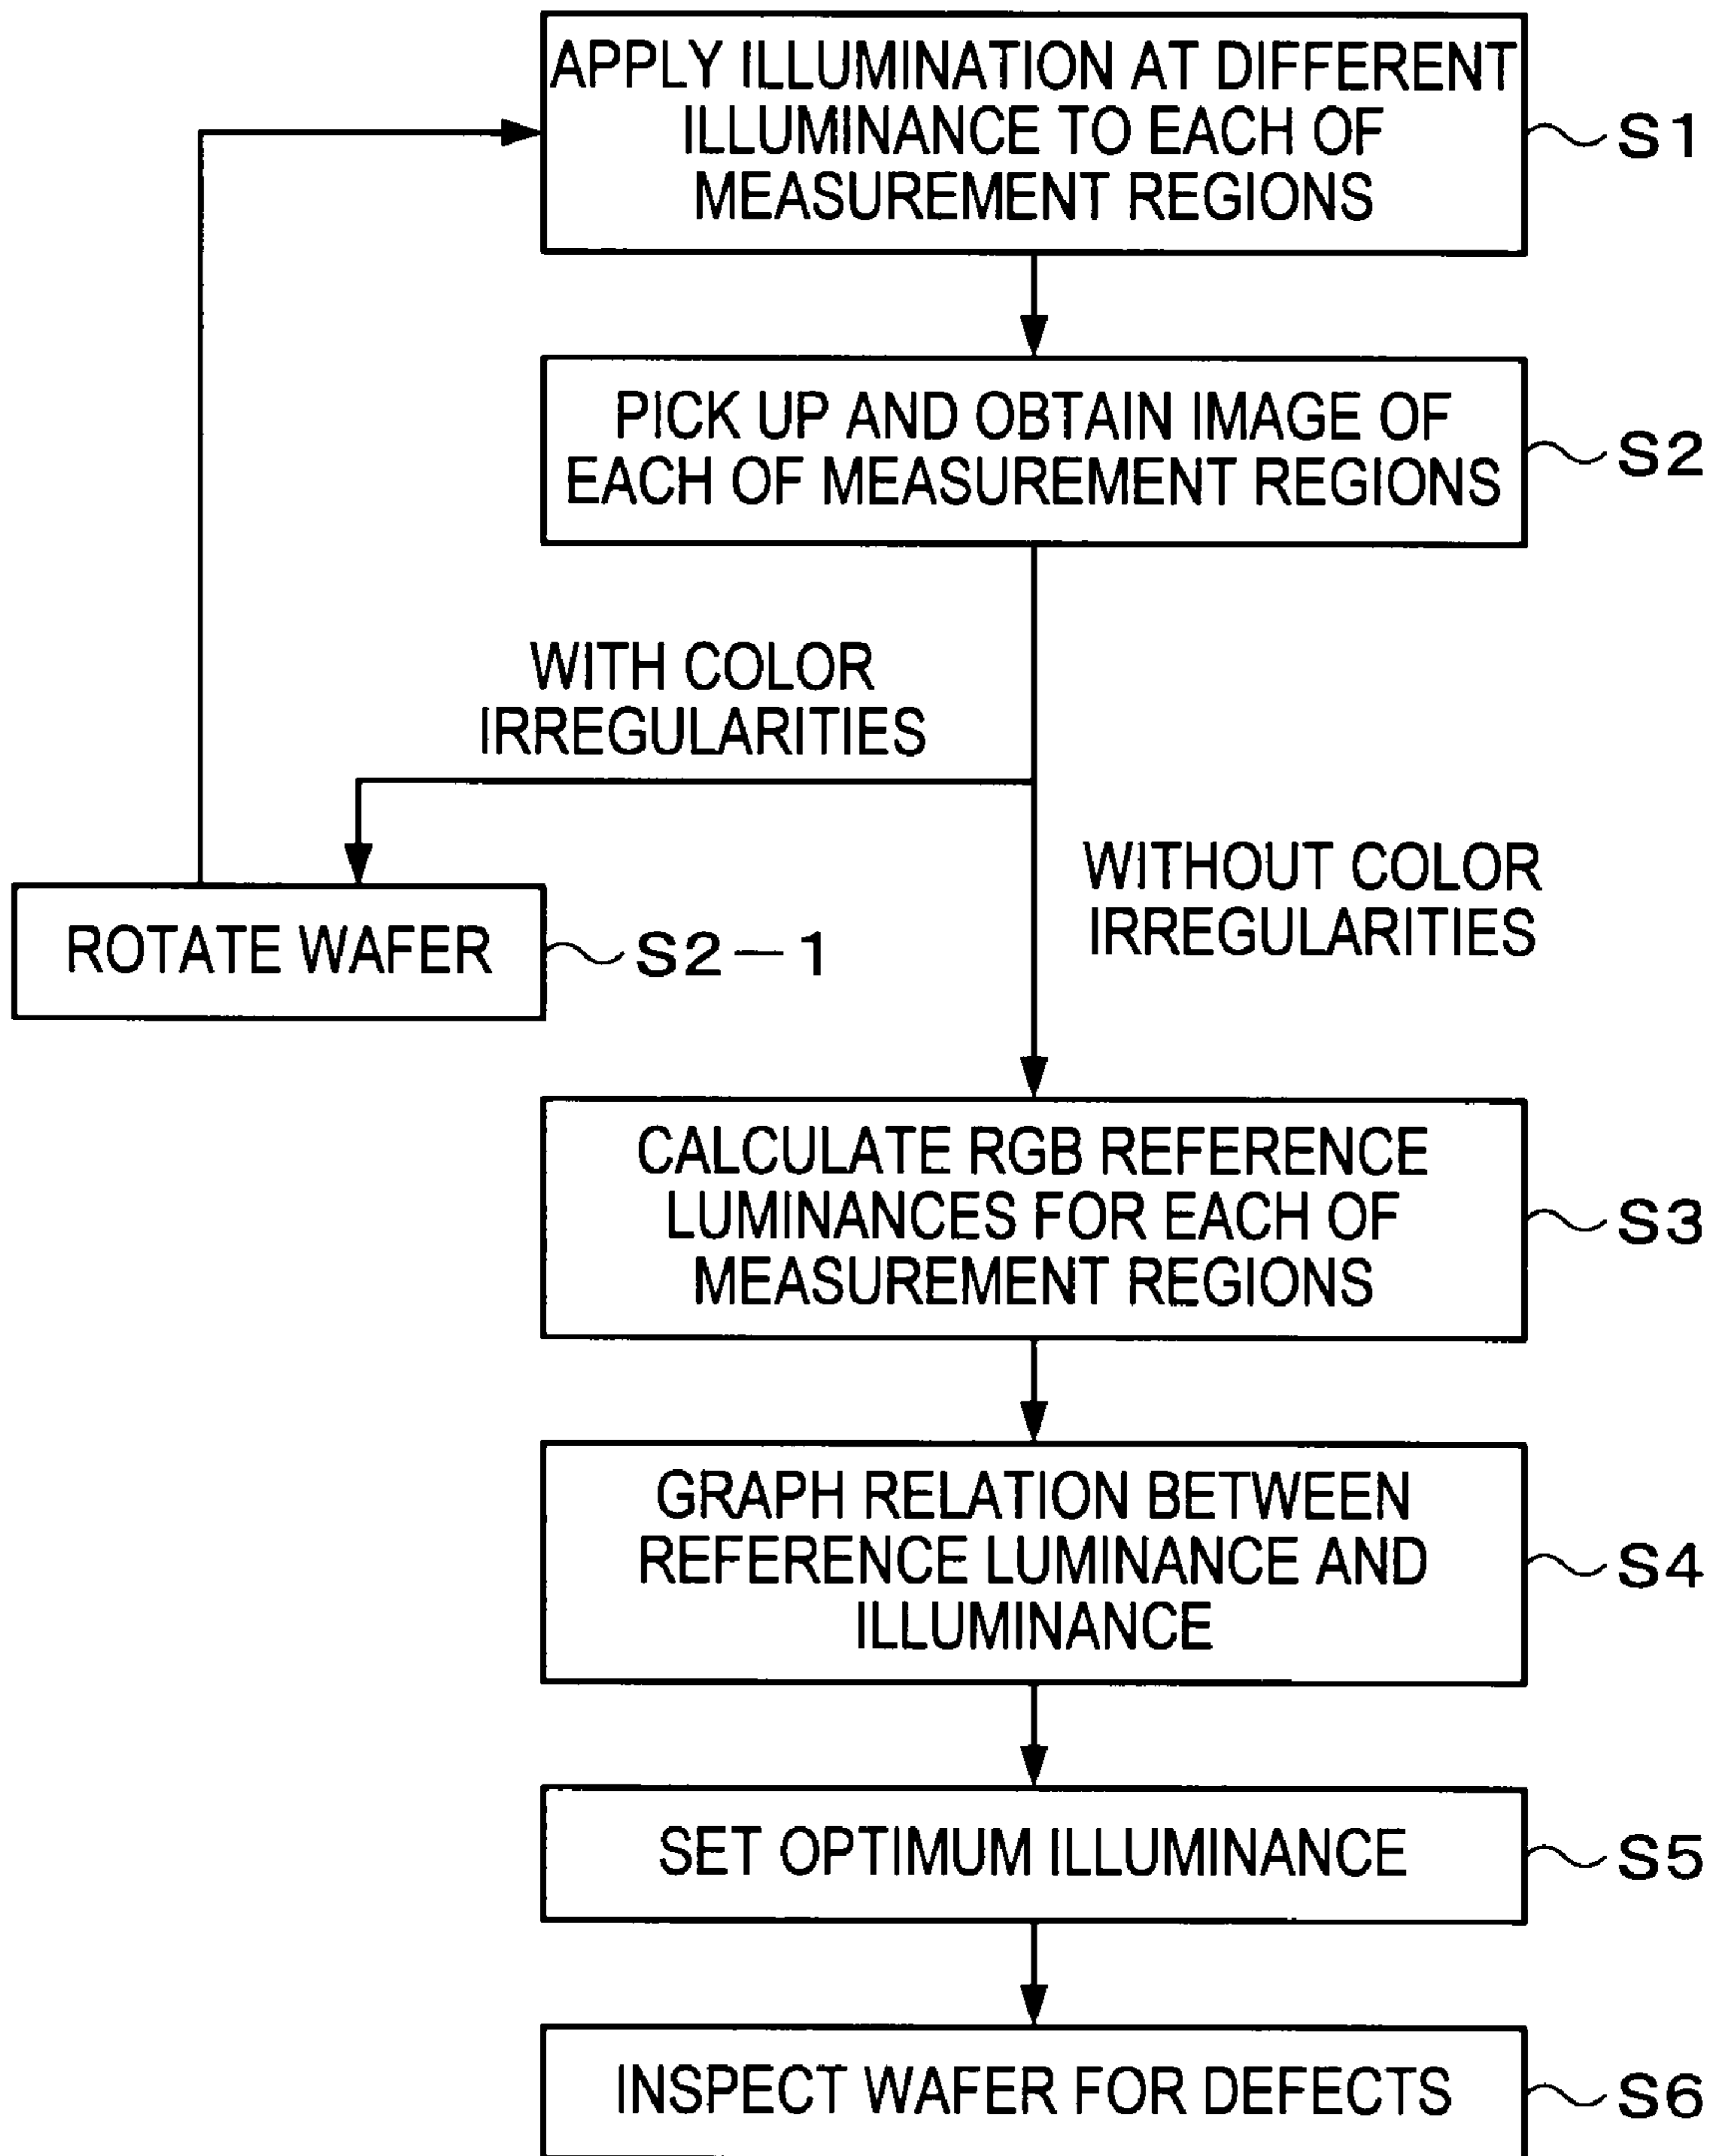 APPLY ILLUMINATION AT DIFFERENT
ILLUMINANCE TO EACH OF
MEASUREMENT REGIONS
S1
PICK UP AND OBTAIN IMAGE OF
EACH OF MEASUREMENT REGIONS
S2
WITH COLOR
IRREGULARITIES
WITHOUT COLOR
IRREGULARITIES
ROTATE WAFER
S2-1
CALCULATE RGB REFERENCE
LUMINANCES FOR EACH OF
MEASUREMENT REGIONS
S3
GRAPH RELATION BETWEEN
REFERENCE LUMINANCE AND
ILLUMINANCE
S4
SET OPTIMUM ILLUMINANCE
S5
INSPECT WAFER FOR DEFECTS
S6